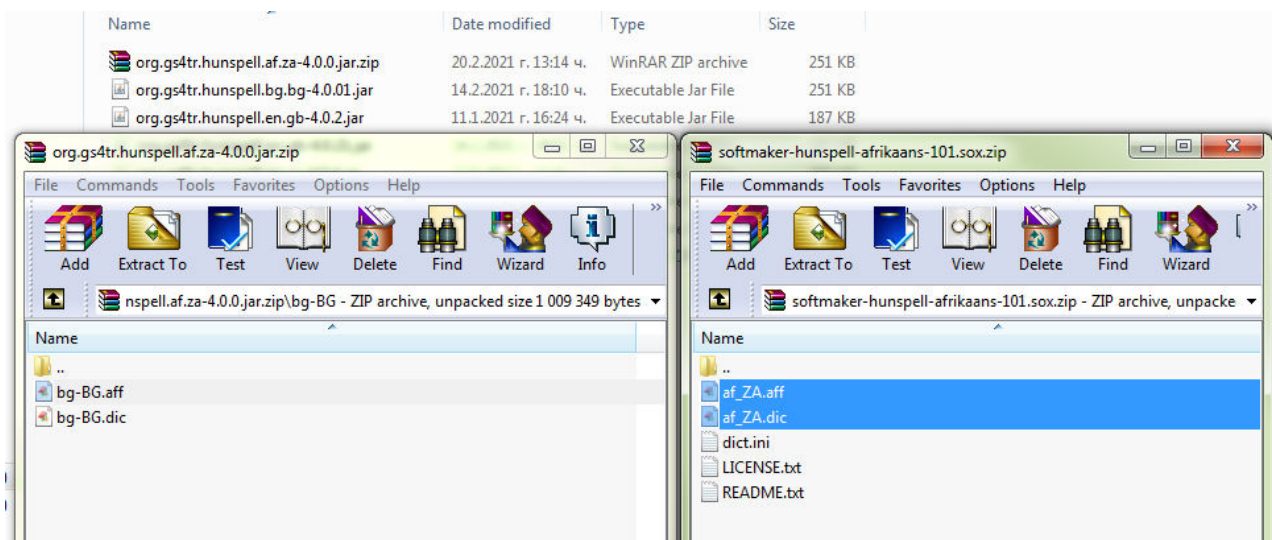 Name Date modified Type Size
org.gs4tr.hunspell.af.za-4.0.0.jar.zip 20.2.2021 г. 13:14 ч. WinRAR ZIP archive 251 KB
org.gs4tr.hunspell.bg.bg-4.0.01.jar 14.2.2021 г. 18:10 ч. Executable Jar File 251 KB
org.gs4tr.hunspell.en.gb-4.0.2.jar 11.1.2021 г. 16:24 ч. Executable Jar File 187 KB
org.gs4tr.hunspell.af.za-4.0.0.jar.zip
File Commands Tools Favorites Options Help
Add Extract To Test View Delete Find Wizard Info
nspell.af.za-4.0.0.jar.zip\bg-BG - ZIP archive, unpacked size 1 009 349 bytes
Name
..
bg-BG.aff
bg-BG.dic
softmaker-hunspell-afrikaans-101.sox.zip
File Commands Tools Favorites Options Help
Add Extract To Test View Delete Find Wizard
softmaker-hunspell-afrikaans-101.sox.zip - ZIP archive, unpacke
Name
..
af_ZA.aff
af_ZA.dic
dict.ini
LICENSE.txt
README.txt